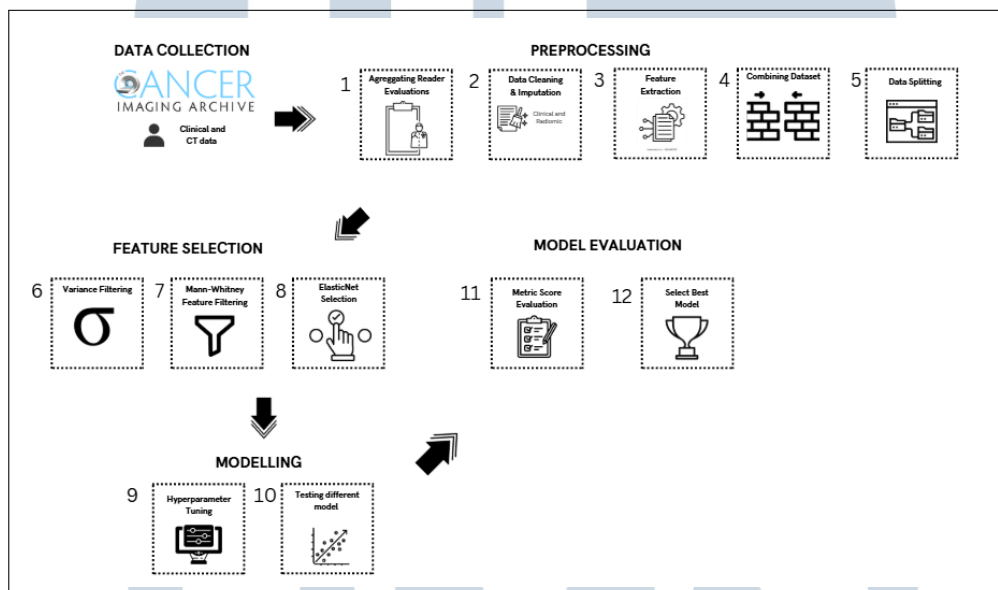 DATA COLLECTION
CANCER
IMAGING ARCHIVE
Clinical and
CT data
PREPROCESSING
1
Agreggating Reader
Evaluations
2
Data Cleaning
& Imputation
Clinical and
Radiomic
3
Feature
Extraction
4
Combining Dataset
5
Data Splitting
FEATURE SELECTION
6
Variance Filtering
σ
7
Mann-Whitney
Feature Filtering
8
ElasticNet
Selection
MODEL EVALUATION
11
Metric Score
Evaluation
12
Select Best
Model
MODELLING
9
Hyperparameter
Tuning
10
Testing different
model